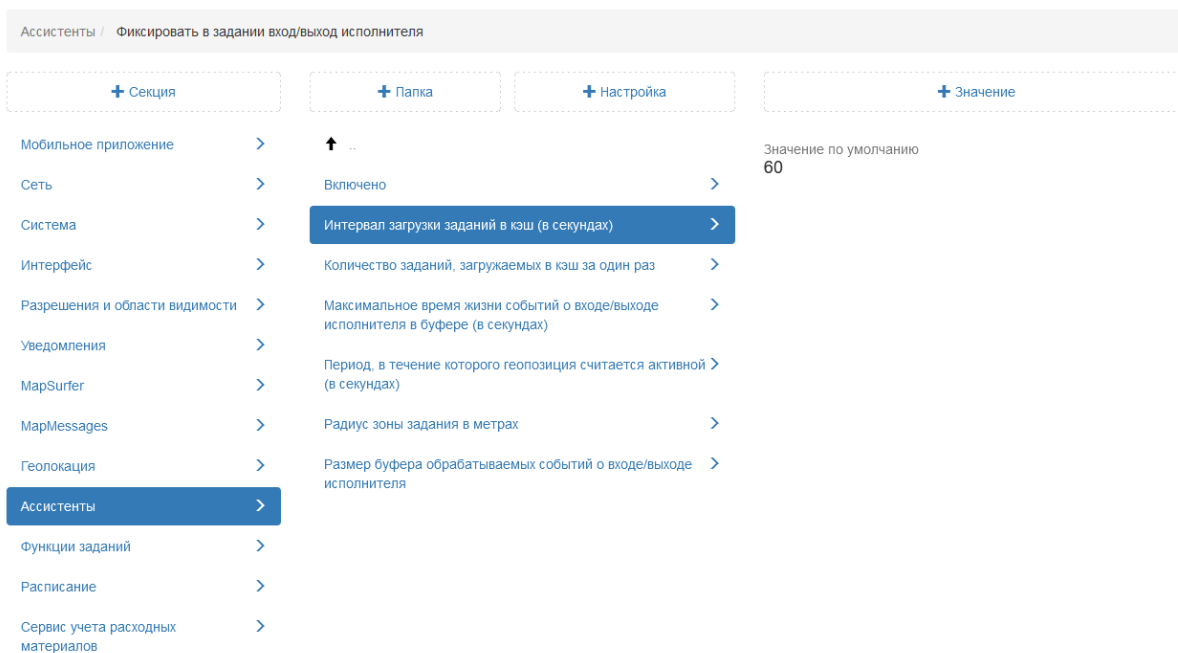 Ассистенты / Фиксировать в задании вход/выход исполнителя
+ Секция
+ Папка
+ Настройка
+ Значение
Мобильное приложение
Сеть
Система
Интерфейс
Разрешения и области видимости
Уведомления
MapSurfer
MapMessages
Геолокация
Ассистенты
Функции заданий
Расписание
Сервис учета расходных
материалов
..
Включено
Интервал загрузки заданий в кэш (в секундах)
Количество заданий, загружаемых в кэш за один раз
Максимальное время жизни событий о входе/выходе
исполнителя в буфере (в секундах)
Период, в течение которого геопозиция считается активной
(в секундах)
Радиус зоны задания в метрах
Размер буфера обрабатываемых событий о входе/выходе
исполнителя
Значение по умолчанию
60